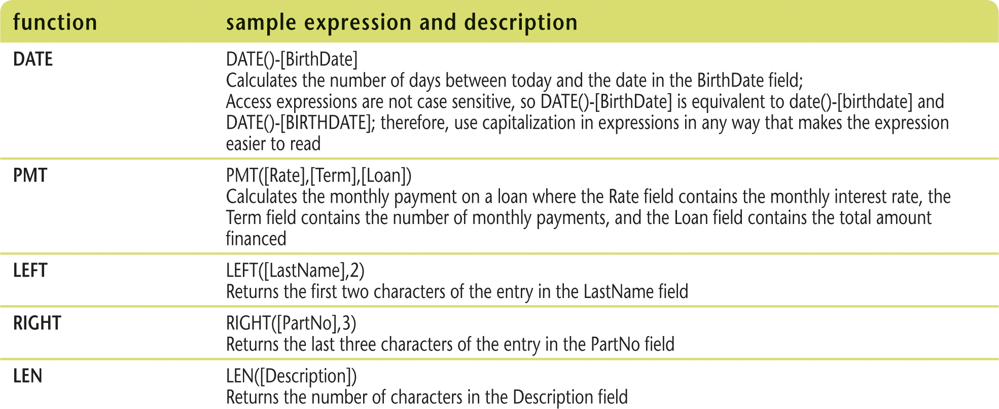 function sample expression and description
DATE DATE()-[BirthDate]
Calculates the number of days between today and the date in the BirthDate field;
Access expressions are not case sensitive, so DATE()-[BirthDate] is equivalent to date()-[birthdate] and
DATE()-[BIRTHDATE]; therefore, use capitalization in expressions in any way that makes the expression
easier to read
PMT PMT([Rate],[Term],[Loan])
Calculates the monthly payment on a loan where the Rate field contains the monthly interest rate, the
Term field contains the number of monthly payments, and the Loan field contains the total amount
financed
LEFT LEFT([LastName],2)
Returns the first two characters of the entry in the LastName field
RIGHT RIGHT([PartNo],3)
Returns the last three characters of the entry in the PartNo field
LEN LEN([Description])
Returns the number of characters in the Description field